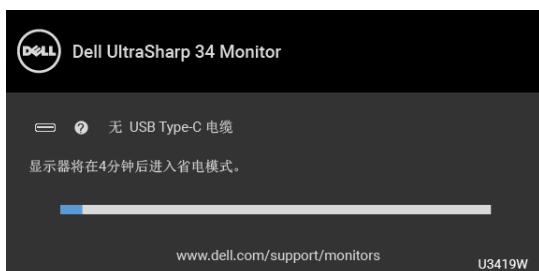 DELL
Dell UltraSharp 34 Monitor
? 无 USB Type-C 电缆
显示器将在4分钟后进入省电模式。
www.dell.com/support/monitors
U3419W